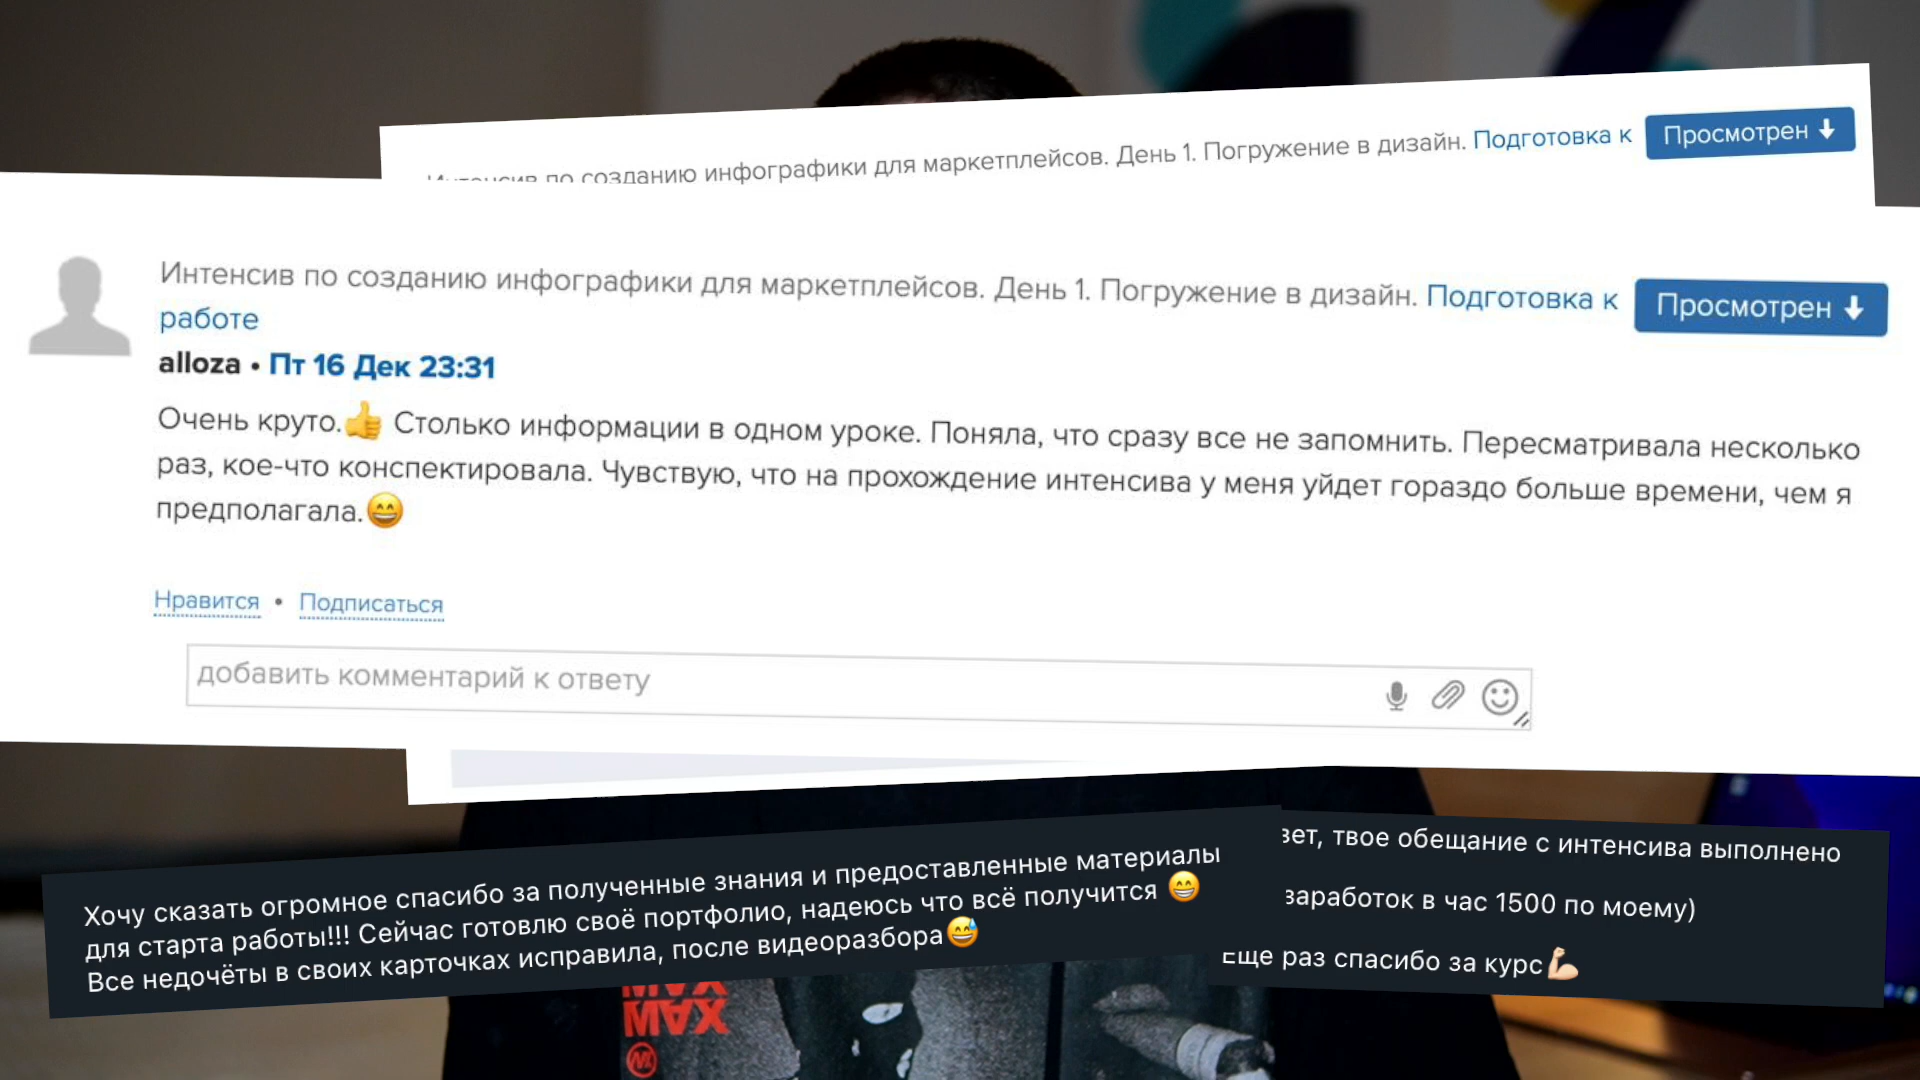 по созданию инфографики для маркетплейсов. День 1. Погружение в дизайн. Подготовка к
Просмотрен
Интенсив по созданию инфографики для маркетплейсов. День 1. Погружение в дизайн. Подготовка к
работе
Просмотрен
alloza • Пт 16 Дек 23:31
Очень круто.👍 Столько информации в одном уроке. Поняла, что сразу все не запомнить. Пересматривала несколько
раз, кое-что конспектировала. Чувствую, что на прохождение интенсива у меня уйдет гораздо больше времени, чем я
предполагала.😄
Нравится • Подписаться
добавить комментарий к ответу
Хочу сказать огромное спасибо за полученные знания и предоставленные материалы
для старта работы!!! Сейчас готовлю своё портфолио, надеюсь что всё получится 😁
Все недочёты в своих карточках исправила, после видеоразбора😅
твое обещание с интенсива выполнено
заработок в час 1500 по моему)
Еще раз спасибо за курс💪🏻